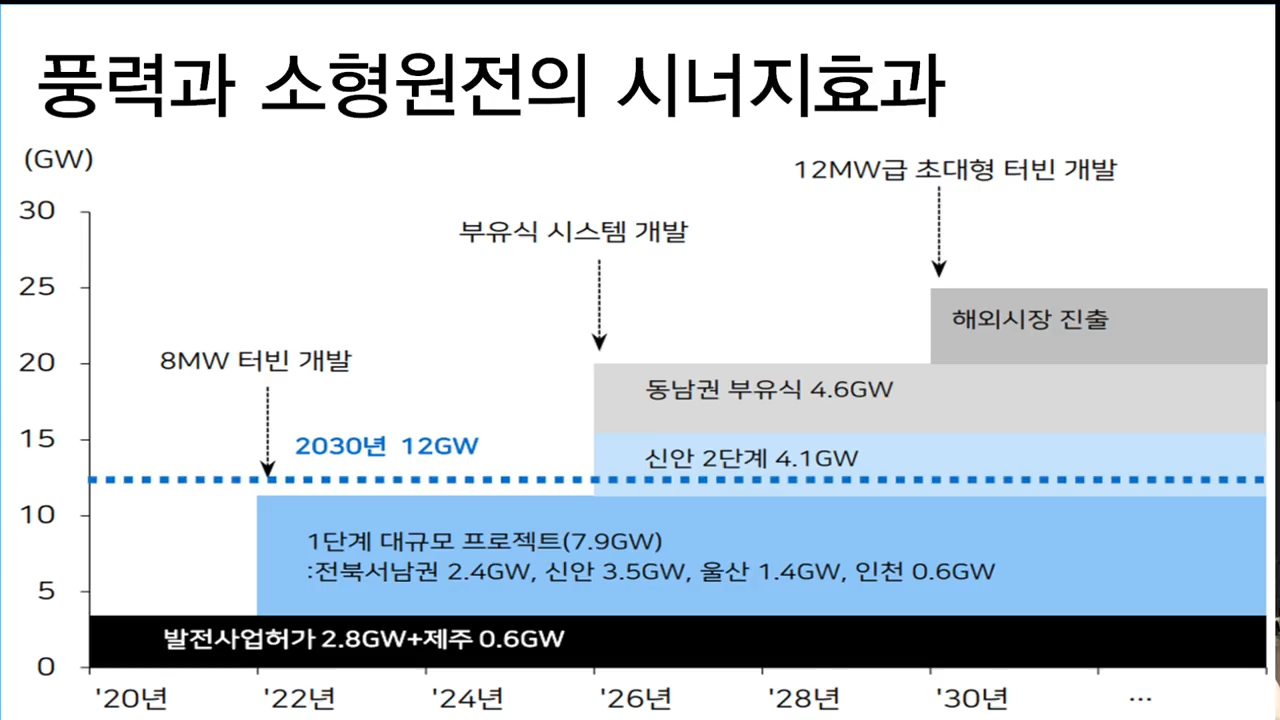 풍력과 소형원전의 시너지효과
(GW)
12MW급 초대형 터빈 개발
30
부유식 시스템 개발
25
해외시장 진출
20
8MW 터빈 개발
동남권 부유식 4.6GW
15
2030년 12GW
신안 2단계 4.1GW
10
1단계 대규모 프로젝트(7.9GW)
:전북서남권 2.4GW, 신안 3.5GW, 울산 1.4GW, 인천 0.6GW
5
발전사업허가 2.8GW+제주 0.6GW
0
'20년 '22년 '24년 '26년 '28년 '30년 ...